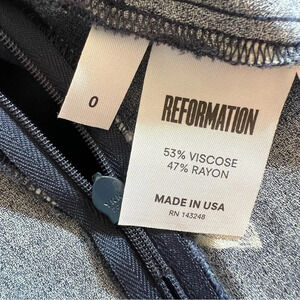 0
REFORMATION
53% VISCOSE
47% RAYON
MADE IN USA
RN 143248